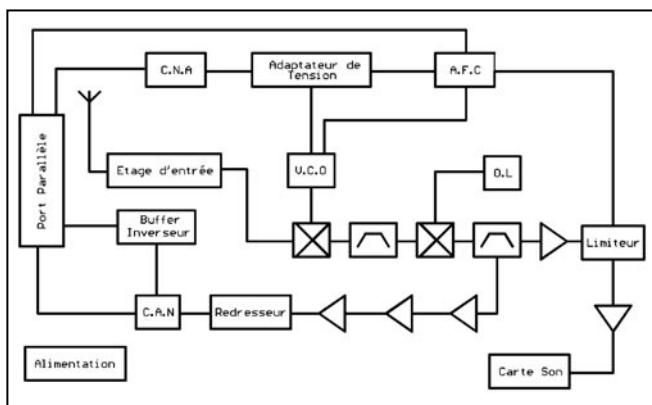 C.N.A
Adaptateur de
Tension
A.F.C
Port Parallèle
Etage d'entrée
V.C.O
O.L
Buffer
Inverseur
Limiteur
C.A.N
Redresseur
Alimentation
Carte Son